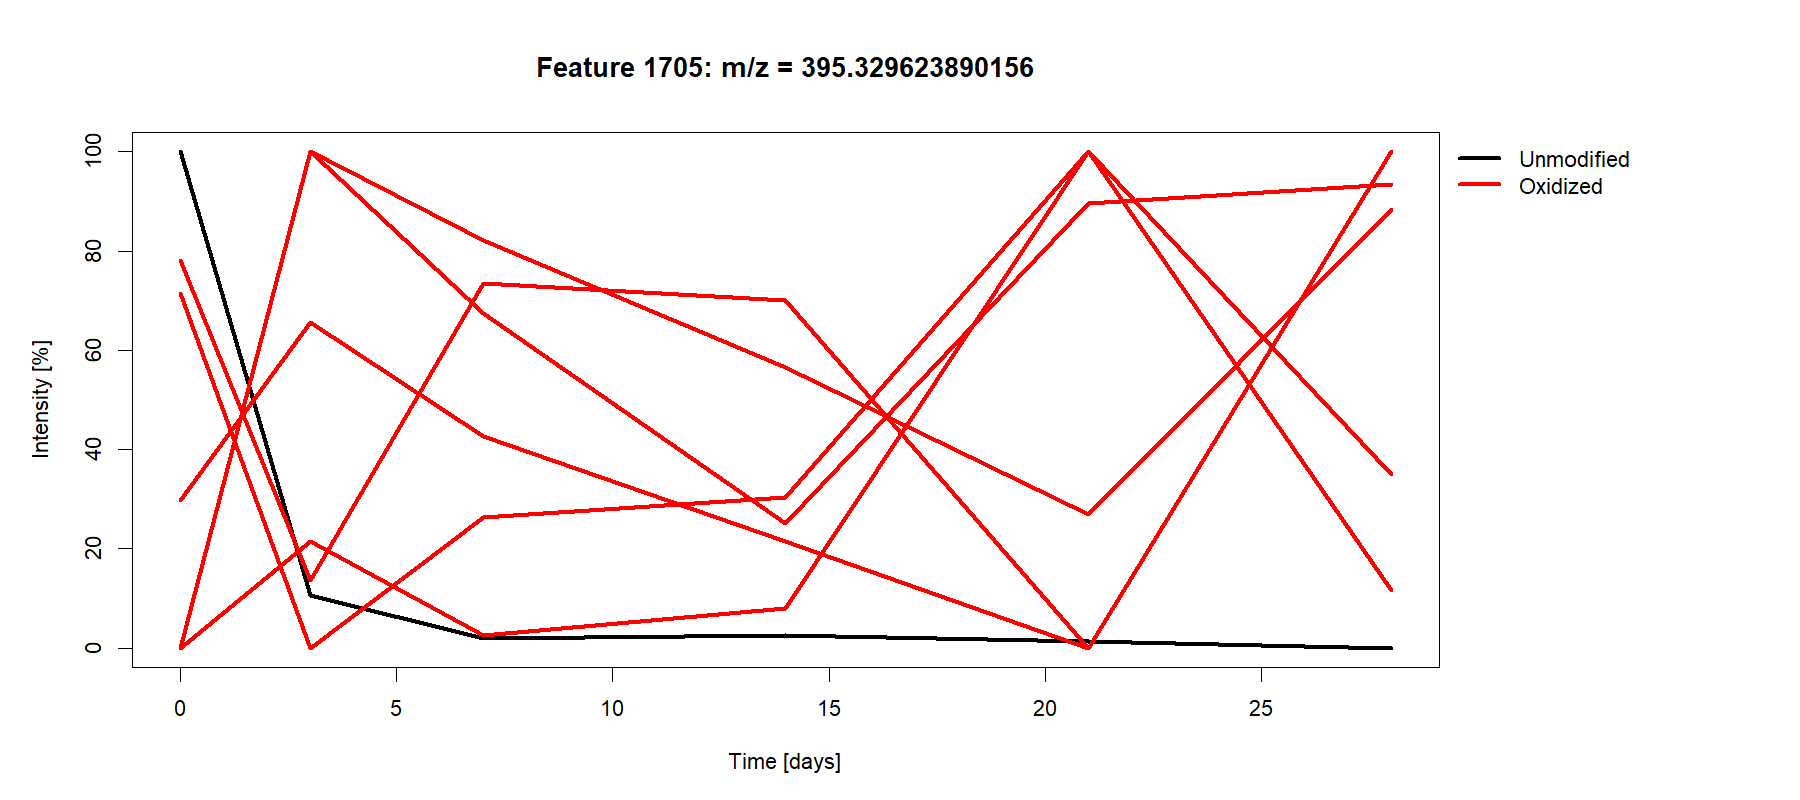 Feature 1705: m/z = 395.329623890156
Unmodified
Oxidized
Intensity [%]
100
80
60
40
20
0
0 5 10 15 20 25
Time [days]